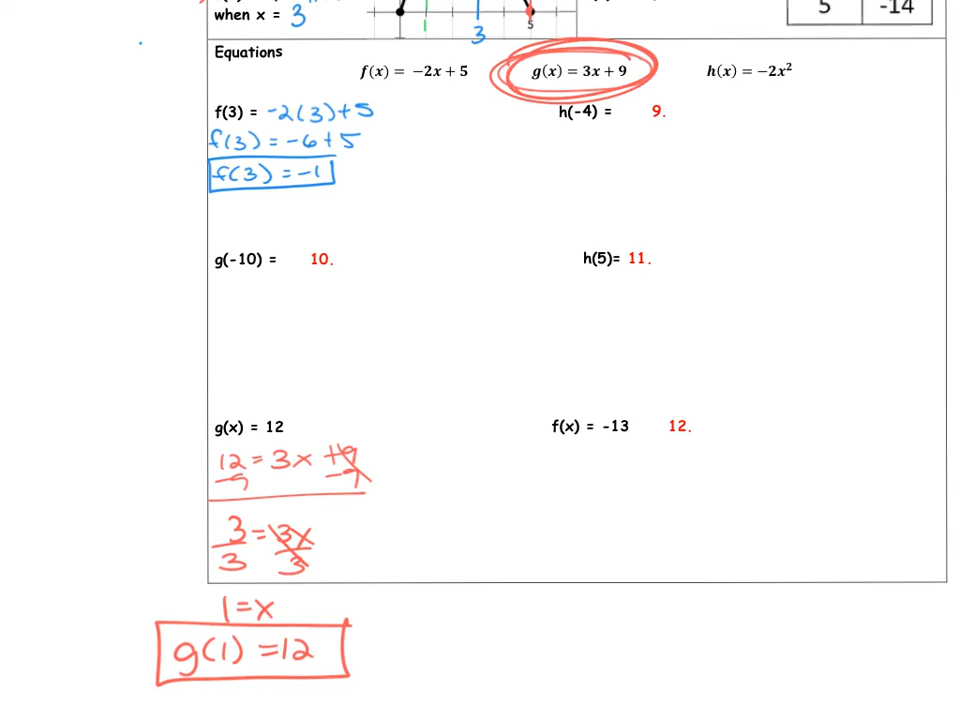 when x = 3
1
3
5
5 -14
Equations
f(x) = −2x + 5 g(x) = 3x + 9 h(x) = −2x²
f(3) = -2(3)+5
h(-4) = 9.
f(3) = -6+5
f(3) = -1
g(-10) = 10.
h(5)= 11.
g(x) = 12
f(x) = -13 12.
12 = 3x +9
-9 -9
3 = 3x
3 3
1=x
g(1) =12